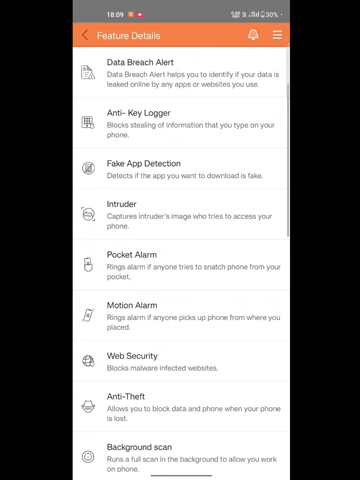 18:09
30%
Feature Details
Data Breach Alert
Data Breach Alert helps you to identify if your data is
leaked online by any apps or websites you use.
Anti- Key Logger
Blocks stealing of information that you type on your
phone.
Fake App Detection
Detects if the app you want to download is fake.
Intruder
Captures intruder's image who tries to access your
phone.
Pocket Alarm
Rings alarm if anyone tries to snatch phone from your
pocket.
Motion Alarm
Rings alarm if anyone picks up phone from where you
placed.
Web Security
Blocks malware infected websites.
Anti-Theft
Allows you to block data and phone when your phone
is lost.
Background scan
Runs a full scan in the background to allow you work
on phone.